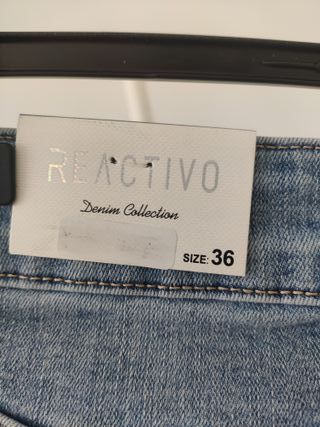 REACTIVO
Denim Collection
SIZE: 36